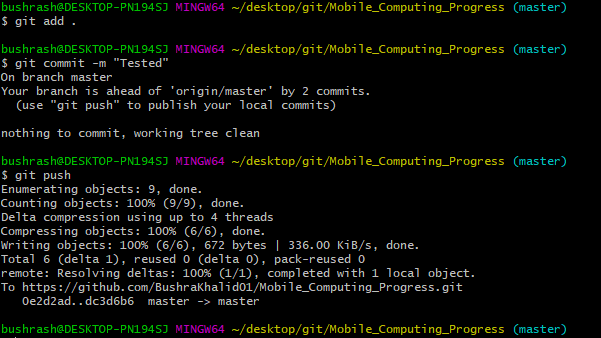 bushrash@DESKTOP-PN194SJ MINGW64 ~/desktop/git/Mobile_Computing_Progress (master)
$ git add .
bushrash@DESKTOP-PN194SJ MINGW64 ~/desktop/git/Mobile_Computing_Progress (master)
$ git commit -m "Tested"
On branch master
Your branch is ahead of 'origin/master' by 2 commits.
  (use "git push" to publish your local commits)
nothing to commit, working tree clean
bushrash@DESKTOP-PN194SJ MINGW64 ~/desktop/git/Mobile_Computing_Progress (master)
$ git push
Enumerating objects: 9, done.
Counting objects: 100% (9/9), done.
Delta compression using up to 4 threads
Compressing objects: 100% (6/6), done.
Writing objects: 100% (6/6), 672 bytes | 336.00 KiB/s, done.
Total 6 (delta 1), reused 0 (delta 0), pack-reused 0
remote: Resolving deltas: 100% (1/1), completed with 1 local object.
To https://github.com/BushraKhalid01/Mobile_Computing_Progress.git
   0e2d2ad..dc3d6b6  master -> master
bushrash@DESKTOP-PN194SJ MINGW64 ~/desktop/git/Mobile_Computing_Progress (master)